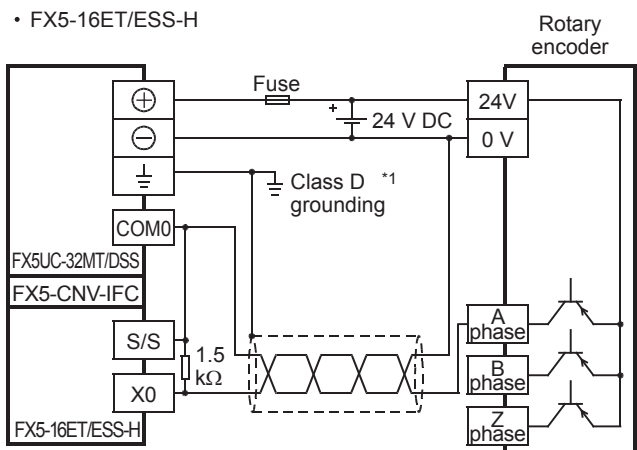 • FX5-16ET/ESS-H
Rotary
encoder
Fuse
⊕
24V
+
24 V DC
⊖
0 V
Class D *1
grounding
COM0
FX5UC-32MT/DSS
FX5-CNV-IFC
S/S
1.5
kΩ
X0
FX5-16ET/ESS-H
A
phase
B
phase
Z
phase